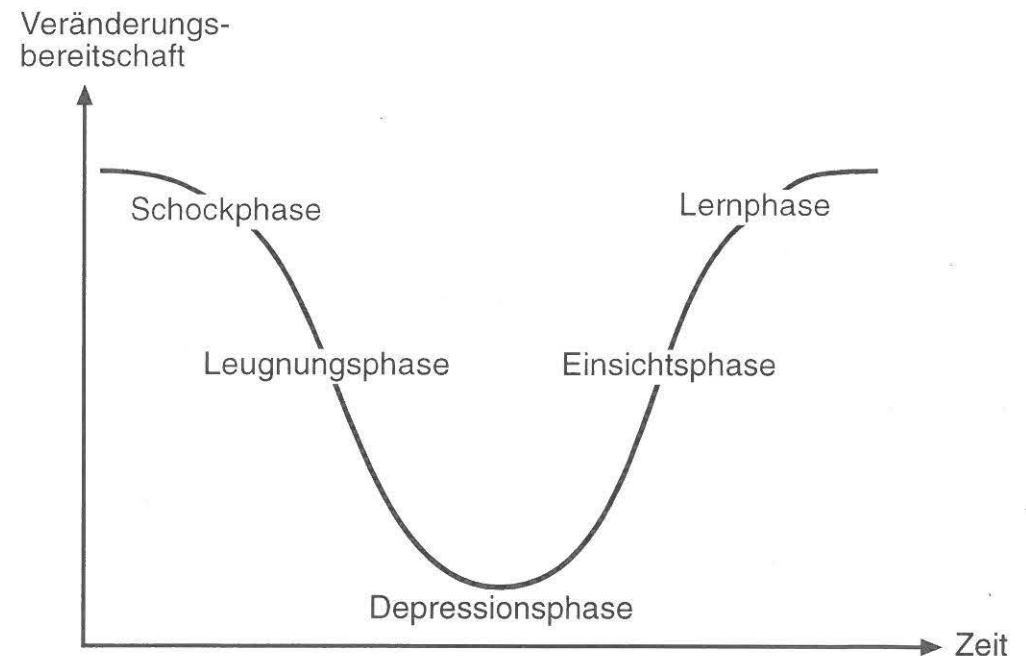 Veränderungs-
bereitschaft
Schockphase
Lernphase
Leugnungsphase
Einsichtsphase
Depressionsphase
Zeit